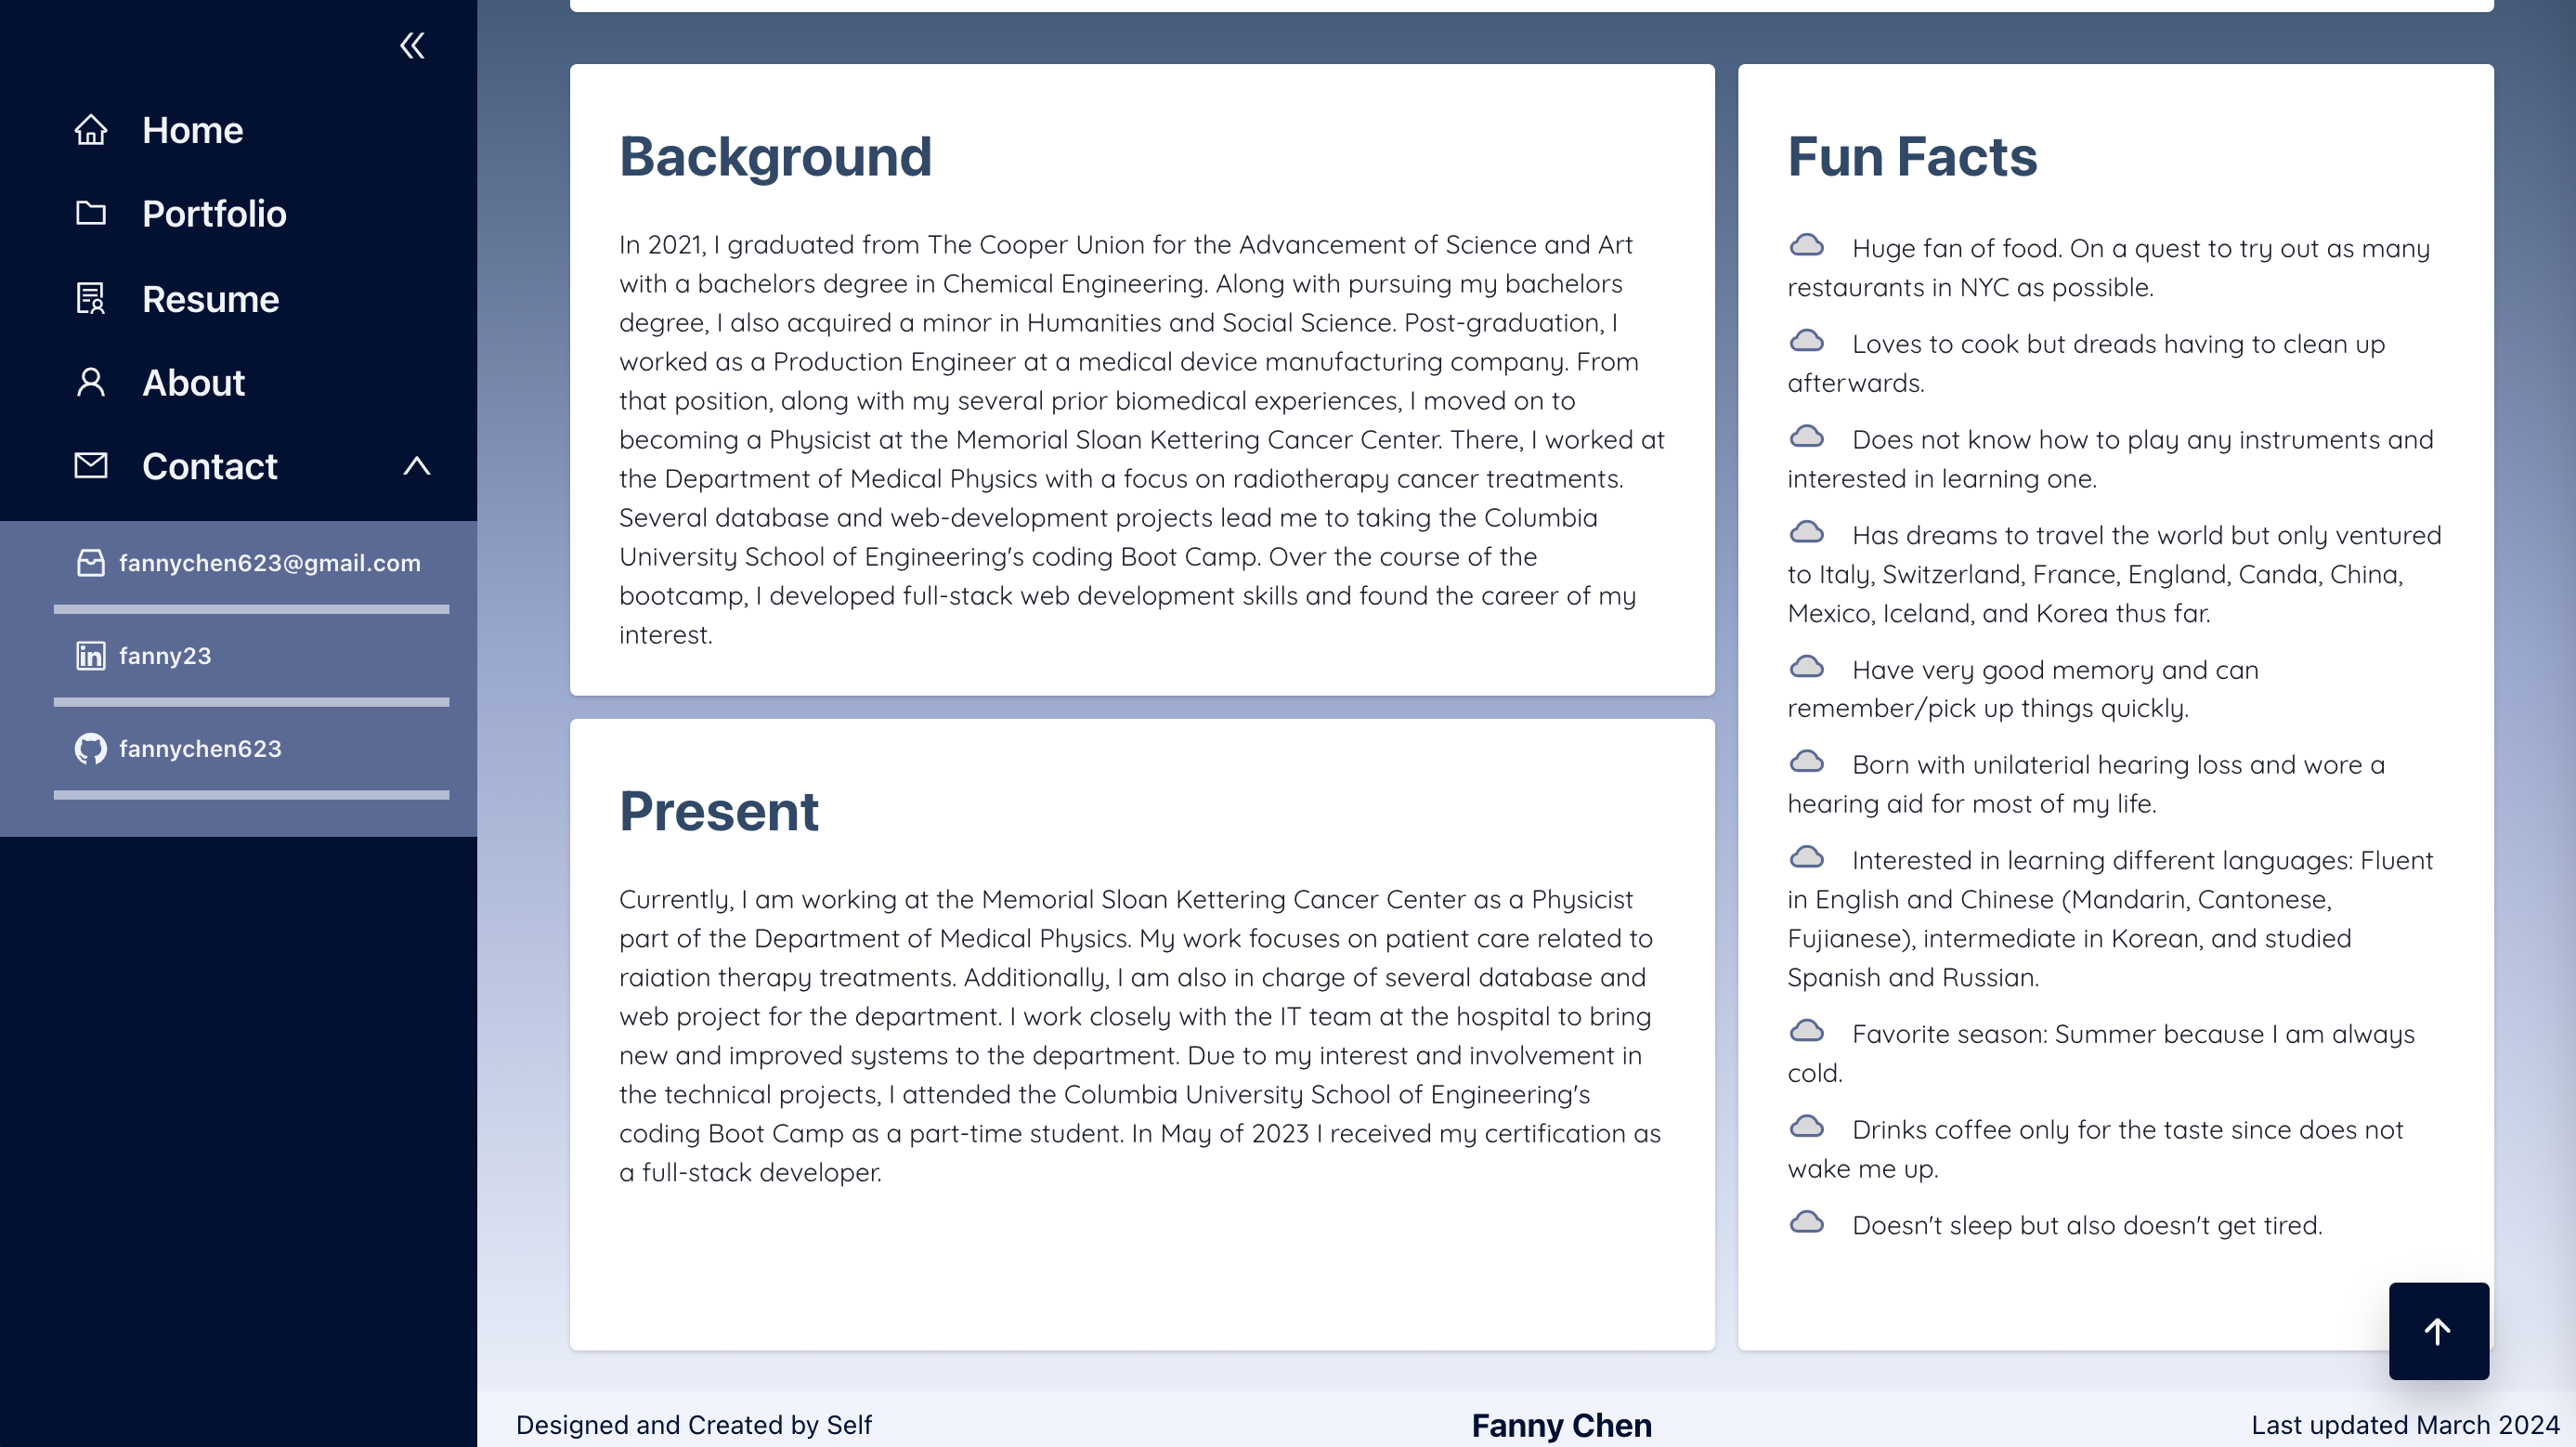 Home
Portfolio
Resume
About
Contact
fannychen623@gmail.com
fanny23
fannychen623
Background
In 2021, I graduated from The Cooper Union for the Advancement of Science and Art
with a bachelors degree in Chemical Engineering. Along with pursuing my bachelors
degree, I also acquired a minor in Humanities and Social Science. Post-graduation, I
worked as a Production Engineer at a medical device manufacturing company. From
that position, along with my several prior biomedical experiences, I moved on to
becoming a Physicist at the Memorial Sloan Kettering Cancer Center. There, I worked at
the Department of Medical Physics with a focus on radiotherapy cancer treatments.
Several database and web-development projects lead me to taking the Columbia
University School of Engineering's coding Boot Camp. Over the course of the
bootcamp, I developed full-stack web development skills and found the career of my
interest.
Present
Currently, I am working at the Memorial Sloan Kettering Cancer Center as a Physicist
part of the Department of Medical Physics. My work focuses on patient care related to
raiation therapy treatments. Additionally, I am also in charge of several database and
web project for the department. I work closely with the IT team at the hospital to bring
new and improved systems to the department. Due to my interest and involvement in
the technical projects, I attended the Columbia University School of Engineering's
coding Boot Camp as a part-time student. In May of 2023 I received my certification as
a full-stack developer.
Fun Facts
Huge fan of food. On a quest to try out as many
restaurants in NYC as possible.
Loves to cook but dreads having to clean up
afterwards.
Does not know how to play any instruments and
interested in learning one.
Has dreams to travel the world but only ventured
to Italy, Switzerland, France, England, Canda, China,
Mexico, Iceland, and Korea thus far.
Have very good memory and can
remember/pick up things quickly.
Born with unilaterial hearing loss and wore a
hearing aid for most of my life.
Interested in learning different languages: Fluent
in English and Chinese (Mandarin, Cantonese,
Fujianese), intermediate in Korean, and studied
Spanish and Russian.
Favorite season: Summer because I am always
cold.
Drinks coffee only for the taste since does not
wake me up.
Doesn't sleep but also doesn't get tired.
Designed and Created by Self
Fanny Chen
Last updated March 2024